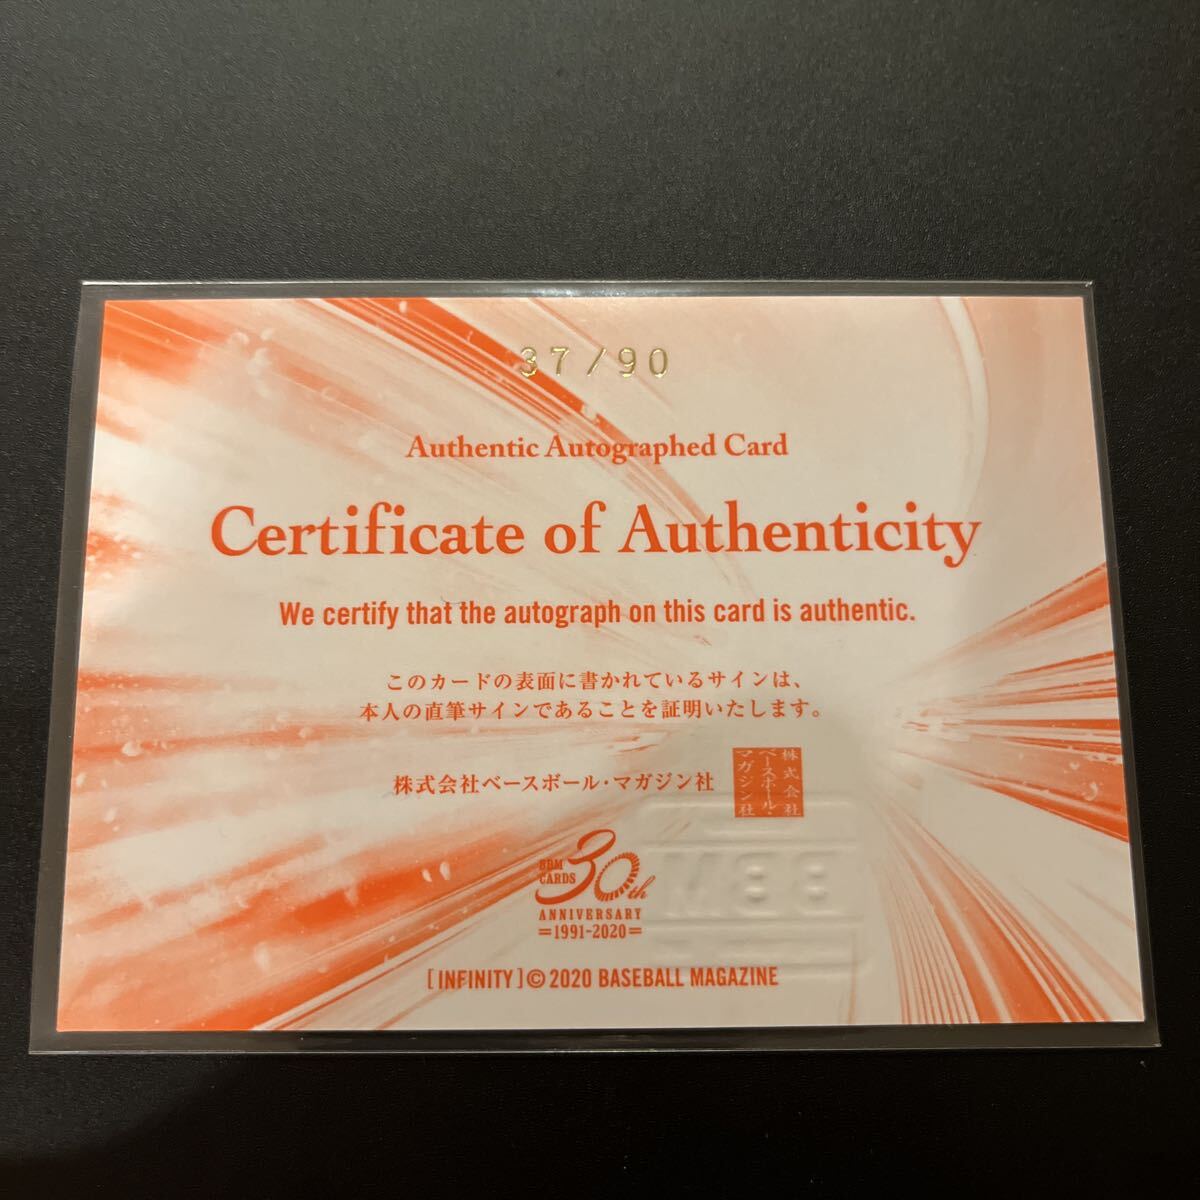 37/90
Authentic Autographed Card
Certificate of Authenticity
We certify that the autograph on this card is authentic.
このカードの表面に書かれているサインは、
本人の直筆サインであることを証明いたします。
株式会社ベースボール・マガジン社
株式会社
ベースボール・
マガジン社
BBM
CARDS
30th
ANNIVERSARY
=1991-2020=
BBM
[INFINITY]©2020 BASEBALL MAGAZINE